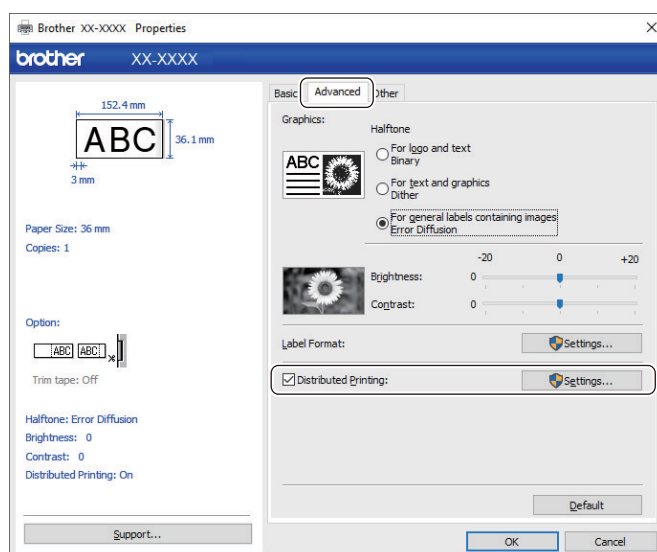 Brother XX-XXXX Properties
brother XX-XXXX
152.4 mm
ABC
36.1 mm
3 mm
Paper Size: 36 mm
Copies: 1
Option:
ABC ABC
Trim tape: Off
Halftone: Error Diffusion
Brightness: 0
Contrast: 0
Distributed Printing: On
Support...
Basic Advanced Other
Graphics:
Halftone
ABC
For logo and text
Binary
For text and graphics
Dither
For general labels containing images
Error Diffusion
-20 0 +20
Brightness: 0
Contrast: 0
Label Format: Settings...
Distributed Printing: Settings...
Default
OK Cancel